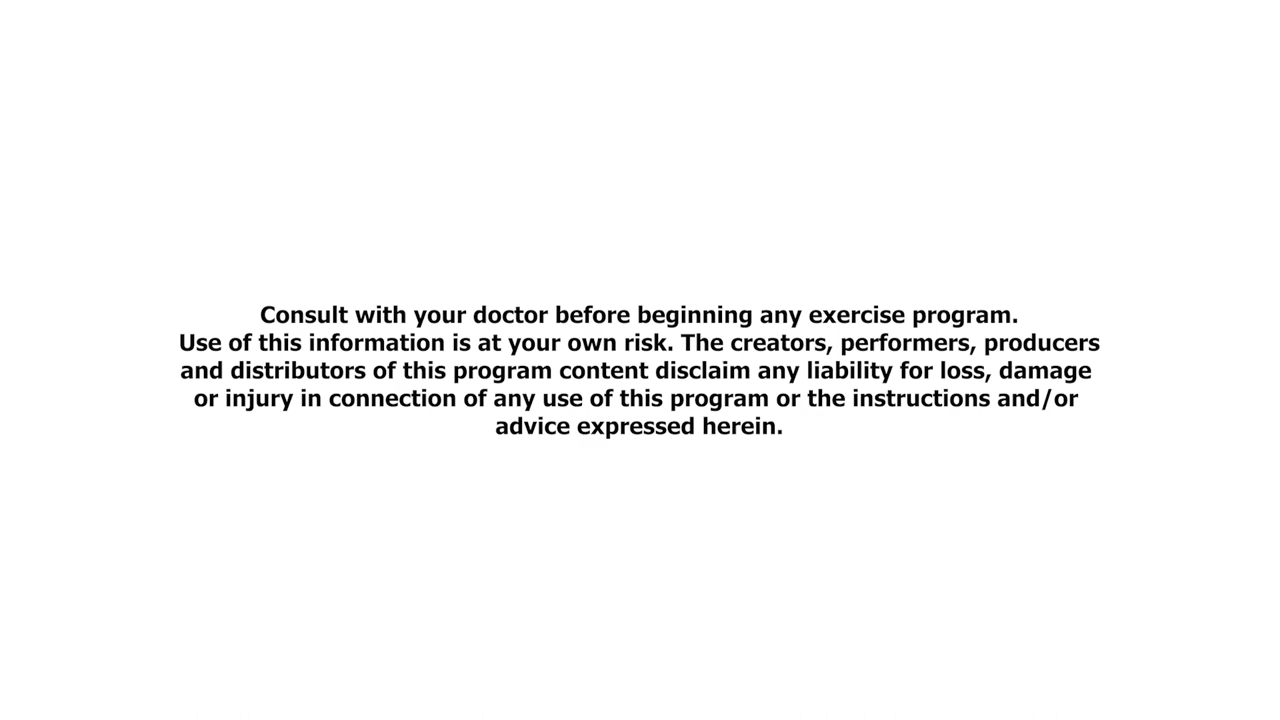 Consult with your doctor before beginning any exercise program.
Use of this information is at your own risk. The creators, performers, producers
and distributors of this program content disclaim any liability for loss, damage
or injury in connection of any use of this program or the instructions and/or
advice expressed herein.